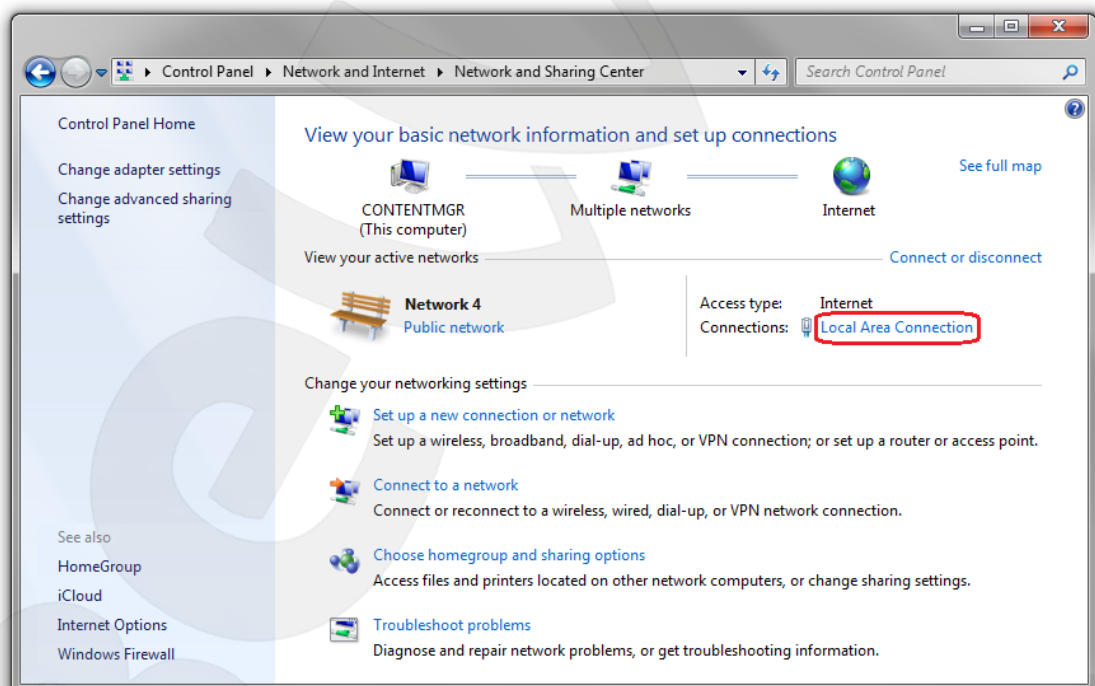 Control Panel ▸ Network and Internet ▸ Network and Sharing Center
Search Control Panel
Control Panel Home
Change adapter settings
Change advanced sharing
settings
See also
HomeGroup
iCloud
Internet Options
Windows Firewall
View your basic network information and set up connections
See full map
CONTENTMGR
(This computer)
Multiple networks
Internet
View your active networks
Connect or disconnect
Network 4
Public network
Access type: Internet
Connections: Local Area Connection
Change your networking settings
Set up a new connection or network
Set up a wireless, broadband, dial-up, ad hoc, or VPN connection; or set up a router or access point.
Connect to a network
Connect or reconnect to a wireless, wired, dial-up, or VPN network connection.
Choose homegroup and sharing options
Access files and printers located on other network computers, or change sharing settings.
Troubleshoot problems
Diagnose and repair network problems, or get troubleshooting information.